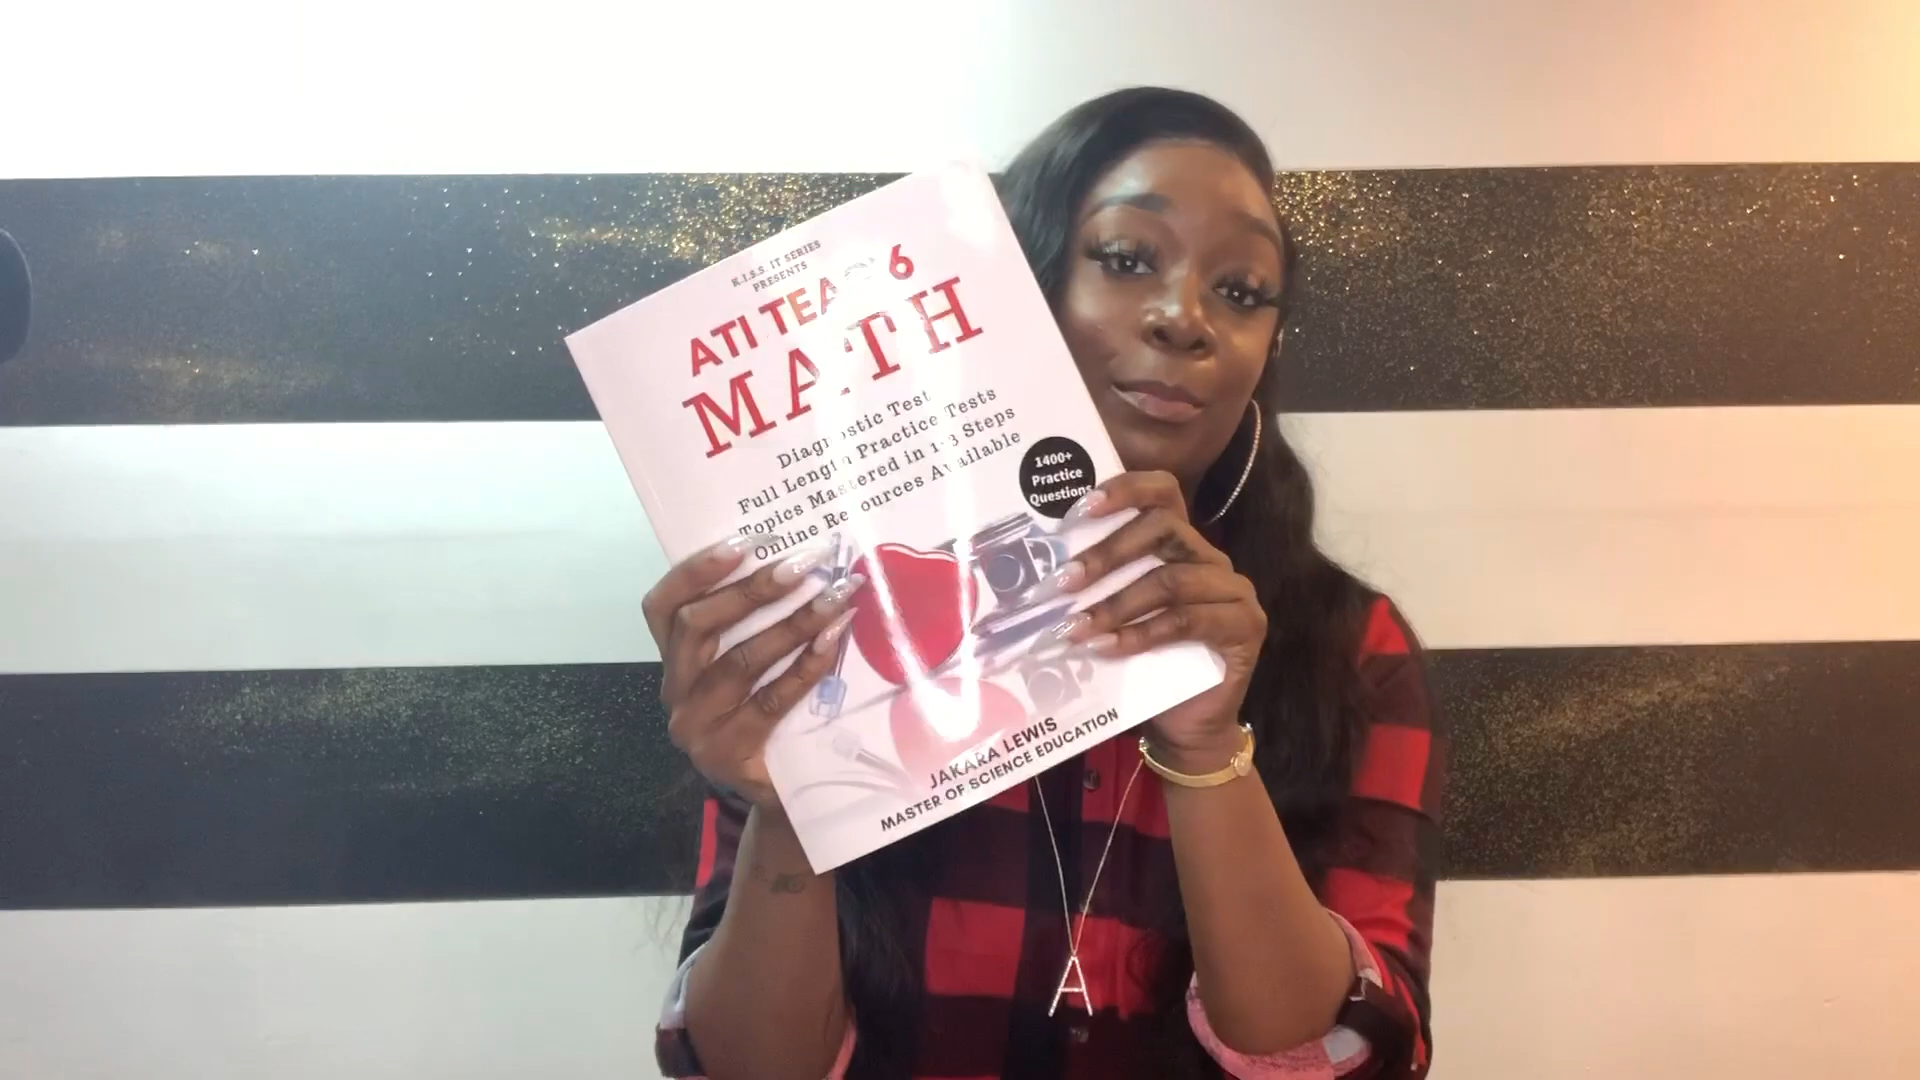 K.I.S.S. IT SERIES
PRESENTS
ATI TEAS 6
MATH
Diagnostic Test
Full Length Practice Tests
Topics Mastered in 1-3 Steps
Online Resources Available
1400+
Practice
Questions
JAKARA LEWIS
MASTER OF SCIENCE EDUCATION
A